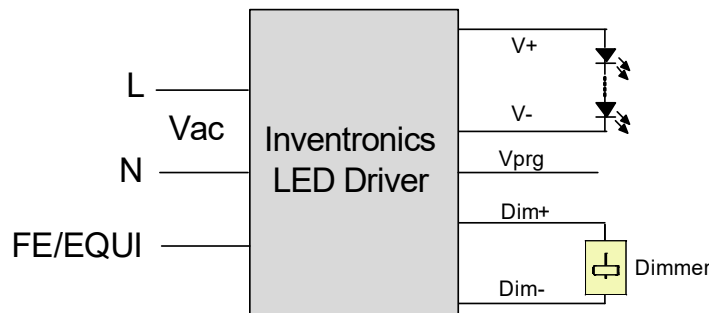 L
Vac
N
FE/EQUI
Inventronics
LED Driver
V+
V-
Vprg
Dim+
Dim-
Dimmer